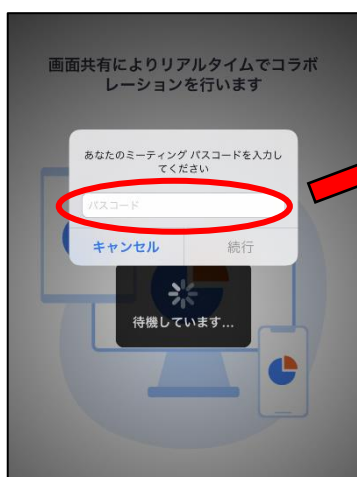 画面共有によりリアルタイムでコラボ
レーションを行います
あなたのミーティング パスコードを入力し
てください
パスコード
キャンセル
続行
待機しています...